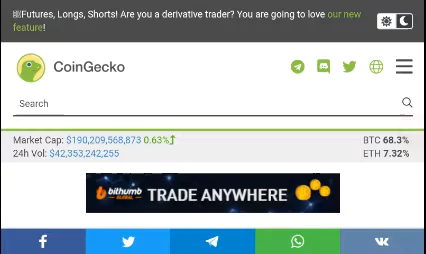 Futures, Longs, Shorts! Are you a derivative trader? You are going to love our new
feature!
CoinGecko
Search
Market Cap: $190,209,568,873 0.63%
BTC 68.3%
24h Vol: $42,353,242,255
ETH 7.32%
bithumb
GLOBAL
TRADE ANYWHERE